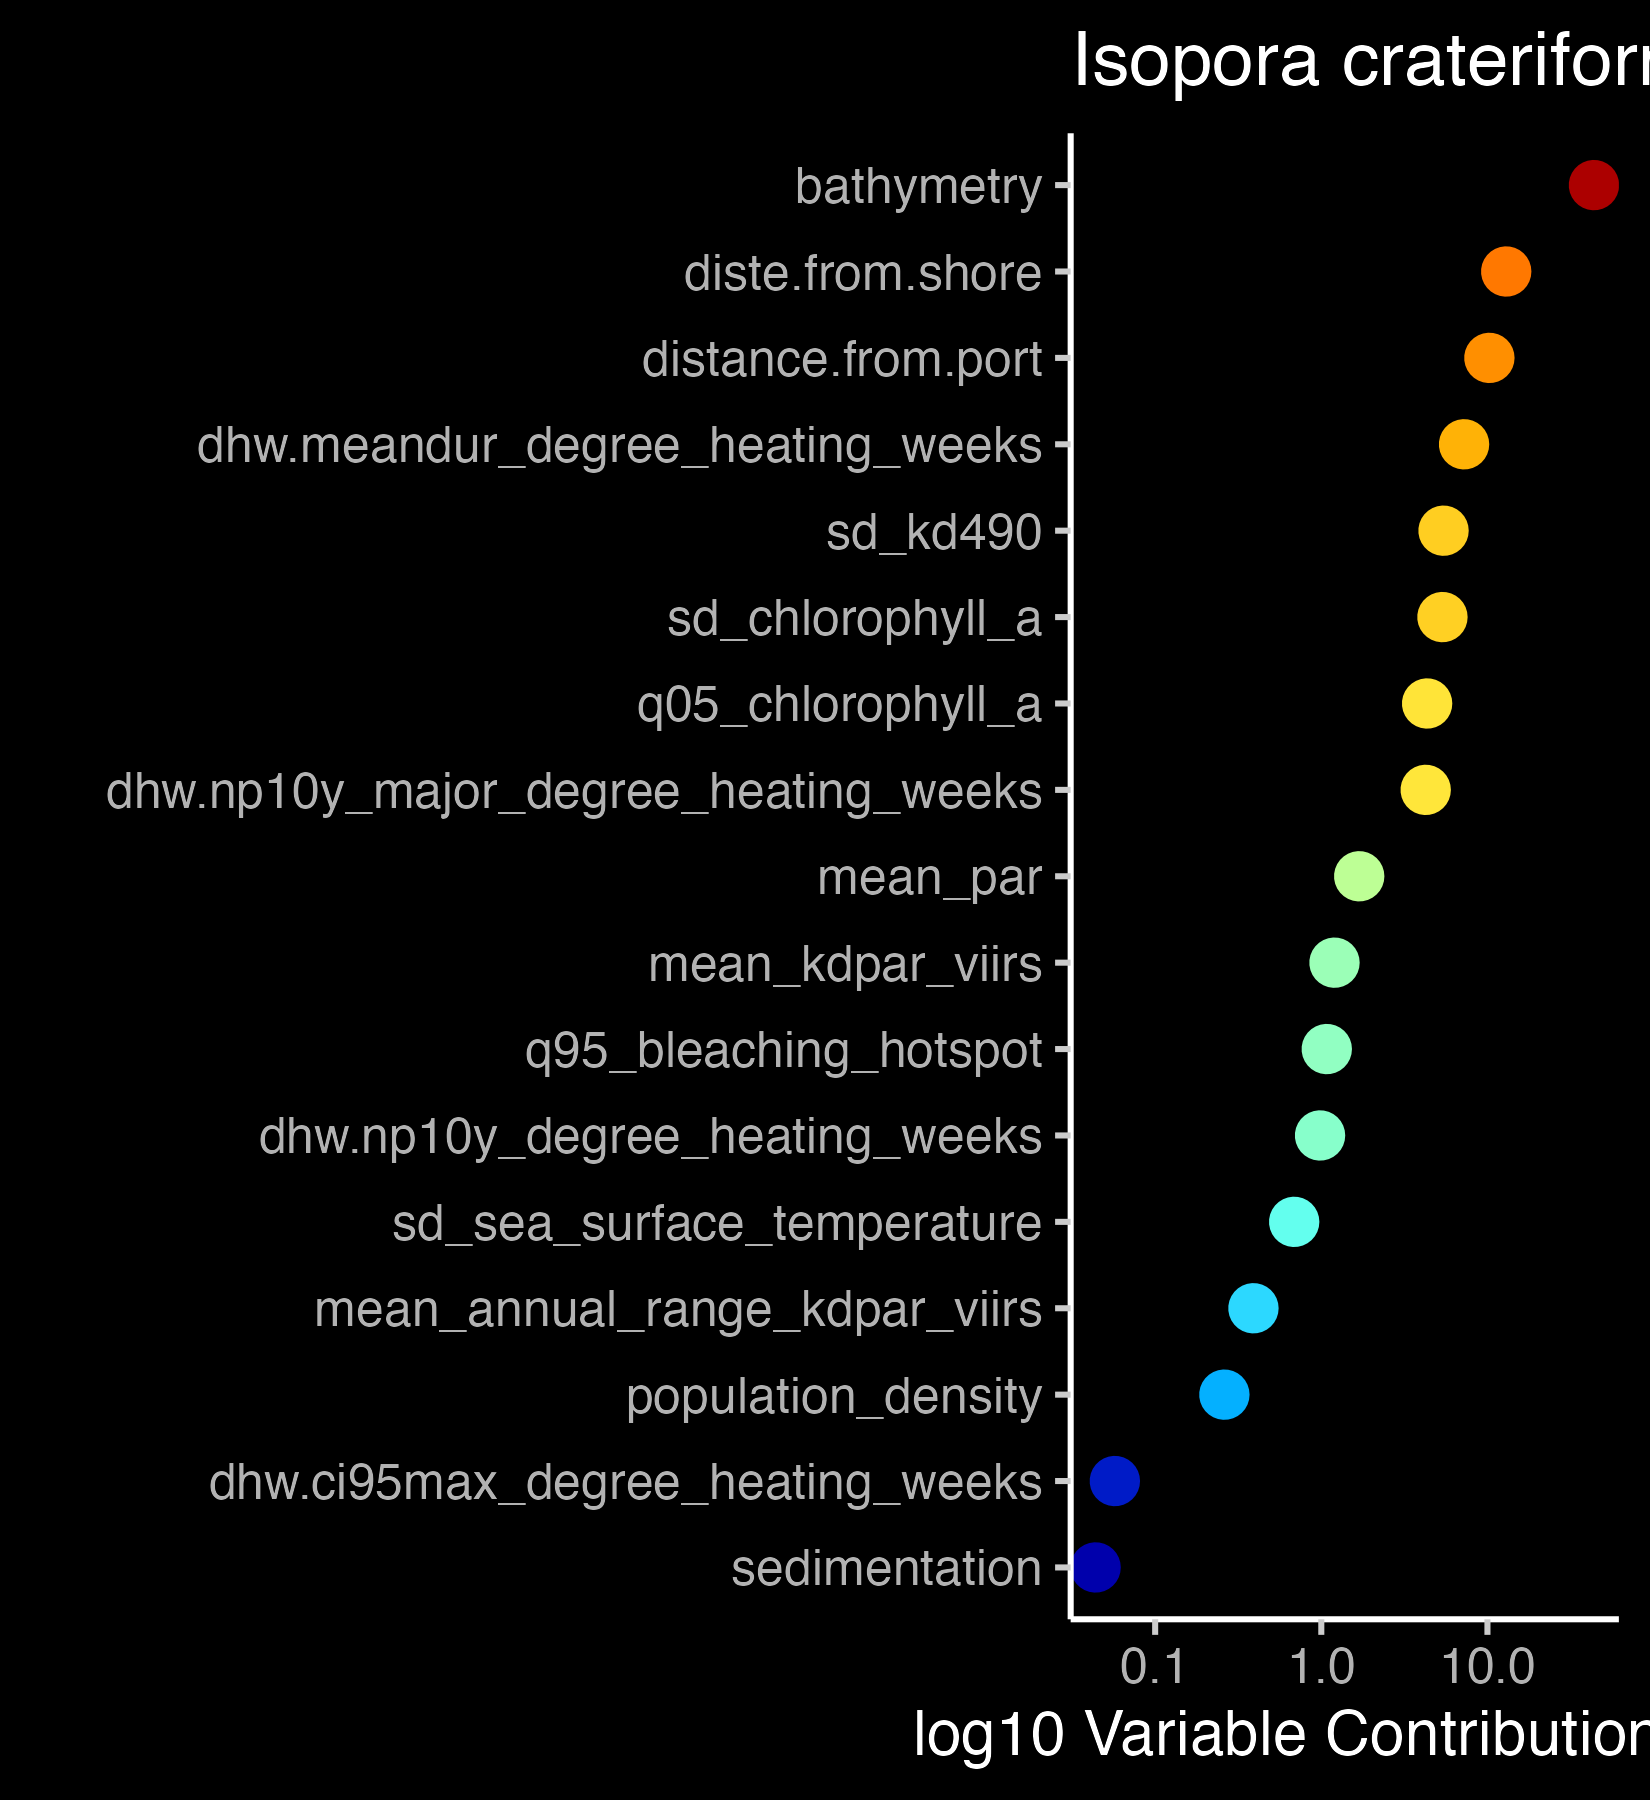 Isopora craterifor
bathymetry
diste.from.shore
distance.from.port
dhw.meandur_degree_heating_weeks
sd_kd490
sd_chlorophyll_a
q05_chlorophyll_a
dhw.np10y_major_degree_heating_weeks
mean_par
mean_kdpar_viirs
q95_bleaching_hotspot
dhw.np10y_degree_heating_weeks
sd_sea_surface_temperature
mean_annual_range_kdpar_viirs
population_density
dhw.ci95max_degree_heating_weeks
sedimentation
0.1 1.0 10.0
log10 Variable Contribution